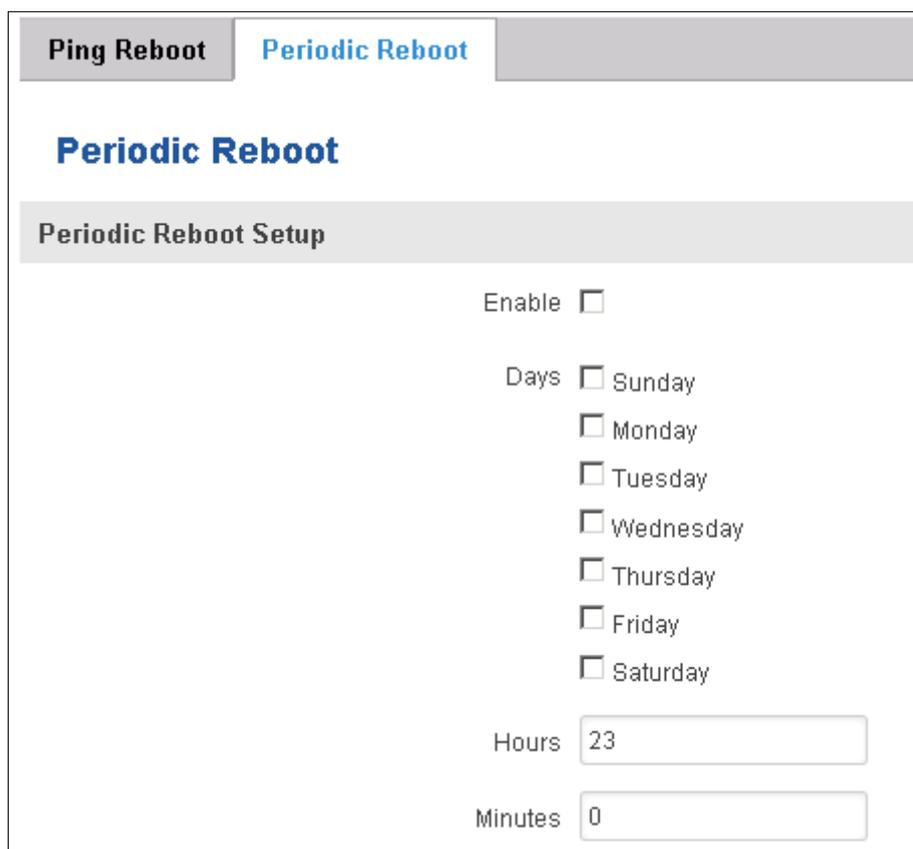 Ping Reboot Periodic Reboot
Periodic Reboot
Periodic Reboot Setup
Enable
Days Sunday
Monday
Tuesday
Wednesday
Thursday
Friday
Saturday
Hours 23
Minutes 0